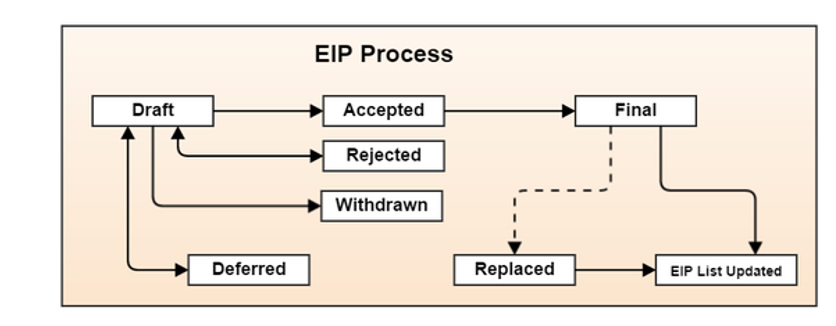 EIP Process
Draft
Accepted
Final
Rejected
Withdrawn
Deferred
Replaced
EIP List Updated